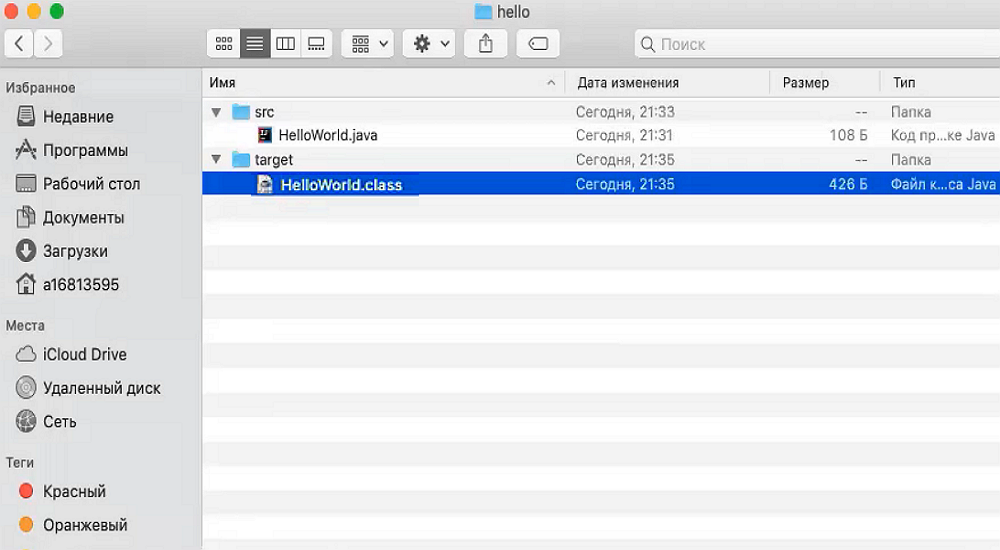 hello
Поиск
Имя Дата изменения Размер Тип
src Сегодня, 21:33 -- Папка
HelloWorld.java Сегодня, 21:31 108 Б Код пр...ке Java
target Сегодня, 21:35 -- Папка
HelloWorld.class Сегодня, 21:35 426 Б Файл к...са Java
Избранное
Недавние
Программы
Рабочий стол
Документы
Загрузки
a16813595
Места
iCloud Drive
Удаленный диск
Сеть
Теги
Красный
Оранжевый